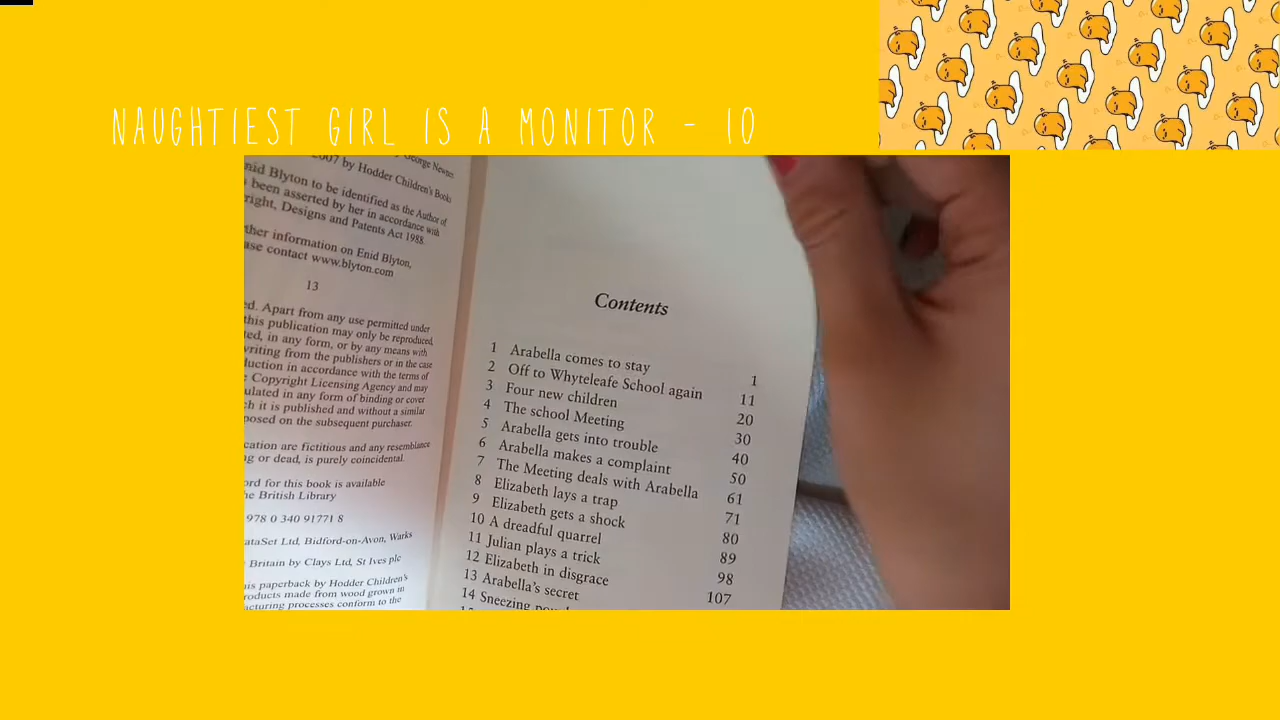 NAUGHTIEST GIRL IS A MONITOR - 10
George Newnes
2007 by Hodder Children's Books
Enid Blyton to be identified as the Author of
been asserted by her in accordance with
right, Designs and Patents Act 1988.
further information on Enid Blyton,
please contact www.blyton.com
13
ed. Apart from any use permitted under
this publication may only be reproduced,
ted, in any form, or by any means with
writing from the publishers or in the case
duction in accordance with the terms of
Copyright Licensing Agency and may
ulated in any form of binding or cover
h it is published and without a similar
posed on the subsequent purchaser.
cation are fictitious and any resemblance
ng or dead, is purely coincidental.
ord for this book is available
he British Library
978 0 340 91771 8
ataSet Ltd, Bidford-on-Avon, Warks
Britain by Clays Ltd, St Ives plc
is paperback by Hodder Children's
roducts made from wood grown in
acturing processes conform to the
Contents
1 Arabella comes to stay 1
2 Off to Whyteleafe School again 11
3 Four new children 20
4 The school Meeting 30
5 Arabella gets into trouble 40
6 Arabella makes a complaint 50
7 The Meeting deals with Arabella 61
8 Elizabeth lays a trap 71
9 Elizabeth gets a shock 80
10 A dreadful quarrel 89
11 Julian plays a trick 98
12 Elizabeth in disgrace 107
13 Arabella's secret
14 Sneezing